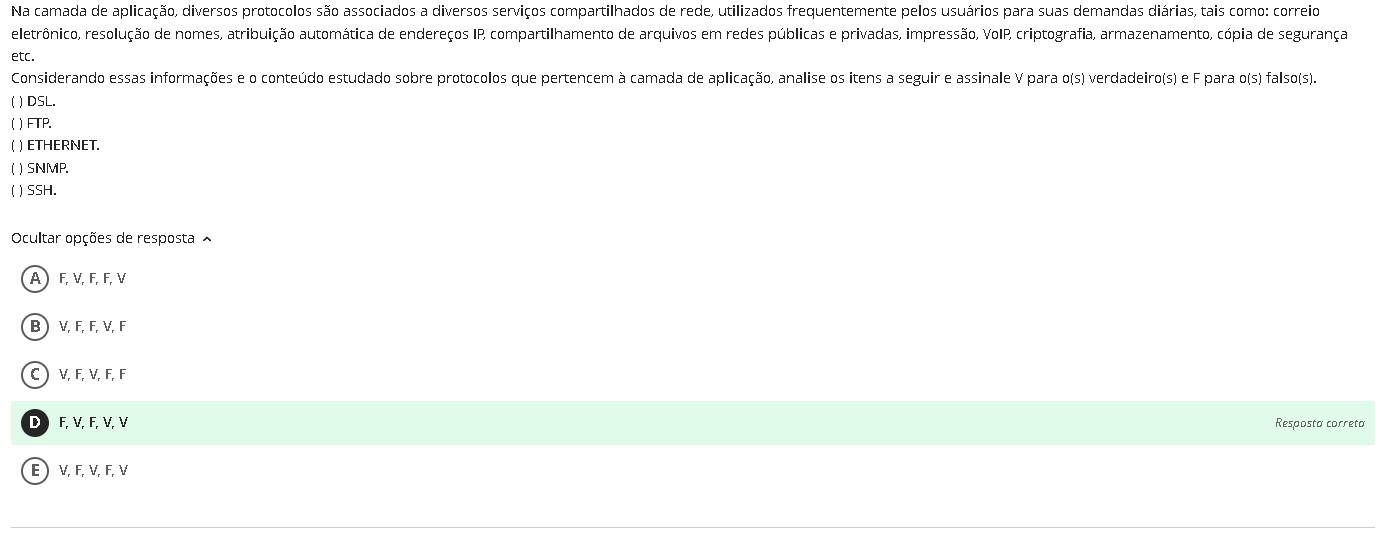 Na camada de aplicação, diversos protocolos são associados a diversos serviços compartilhados de rede, utilizados frequentemente pelos usuários para suas demandas diárias, tais como: correio
eletrônico, resolução de nomes, atribuição automática de endereços IP, compartilhamento de arquivos em redes públicas e privadas, impressão, VoIP, criptografia, armazenamento, cópia de segurança
etc.
Considerando essas informações e o conteúdo estudado sobre protocolos que pertencem à camada de aplicação, analise os itens a seguir e assinale V para o(s) verdadeiro(s) e F para o(s) falso(s).
( ) DSL.
( ) FTP.
( ) ETHERNET.
( ) SNMP.
( ) SSH.
Ocultar opções de resposta
A F, V, F, F, V
B V, F, F, V, F
C V, F, V, F, F
D F, V, F, V, V Resposta correta
E V, F, V, F, V